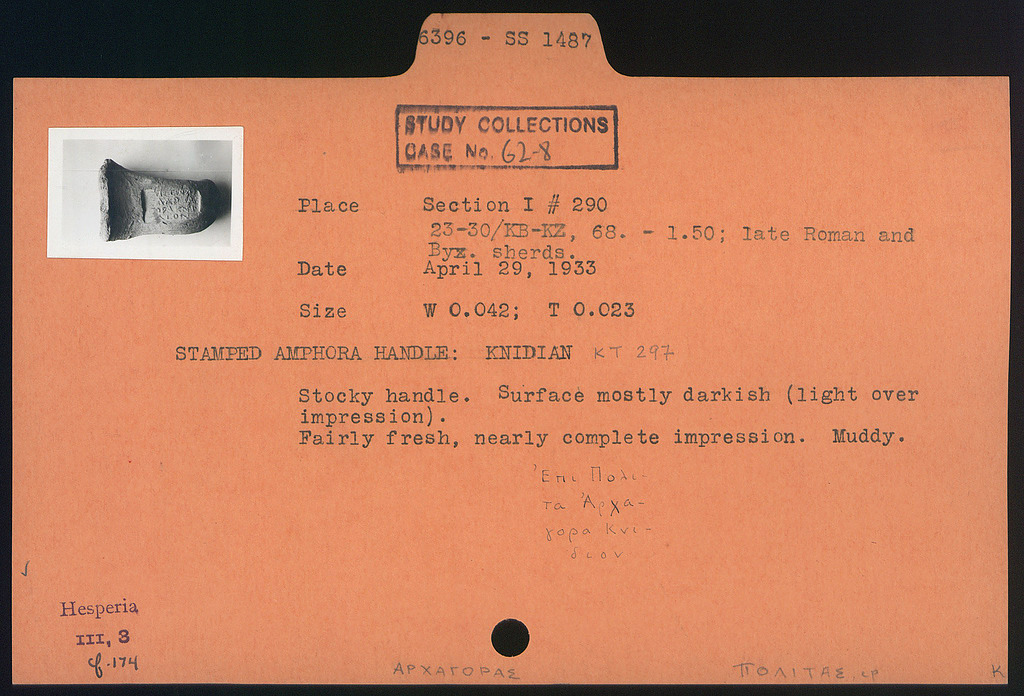 6396 - SS 1487
STUDY COLLECTIONS
CASE No. 62-8
Place Section I # 290
23-30/KB-KZ, 68. - 1.50; late Roman and
Byz. sherds.
Date April 29, 1933
Size W 0.042; T 0.023
STAMPED AMPHORA HANDLE: KNIDIAN KT 297
Stocky handle. Surface mostly darkish (light over
impression).
Fairly fresh, nearly complete impression. Muddy.
Ἐπι Πολι-
τα Ἀρχα-
γορα Κνι-
διον
Hesperia
III, 3
cf. 174
ΑΡΧΑΓΟΡΑΣ ΠΟΛΙΤΑΣ, ep K